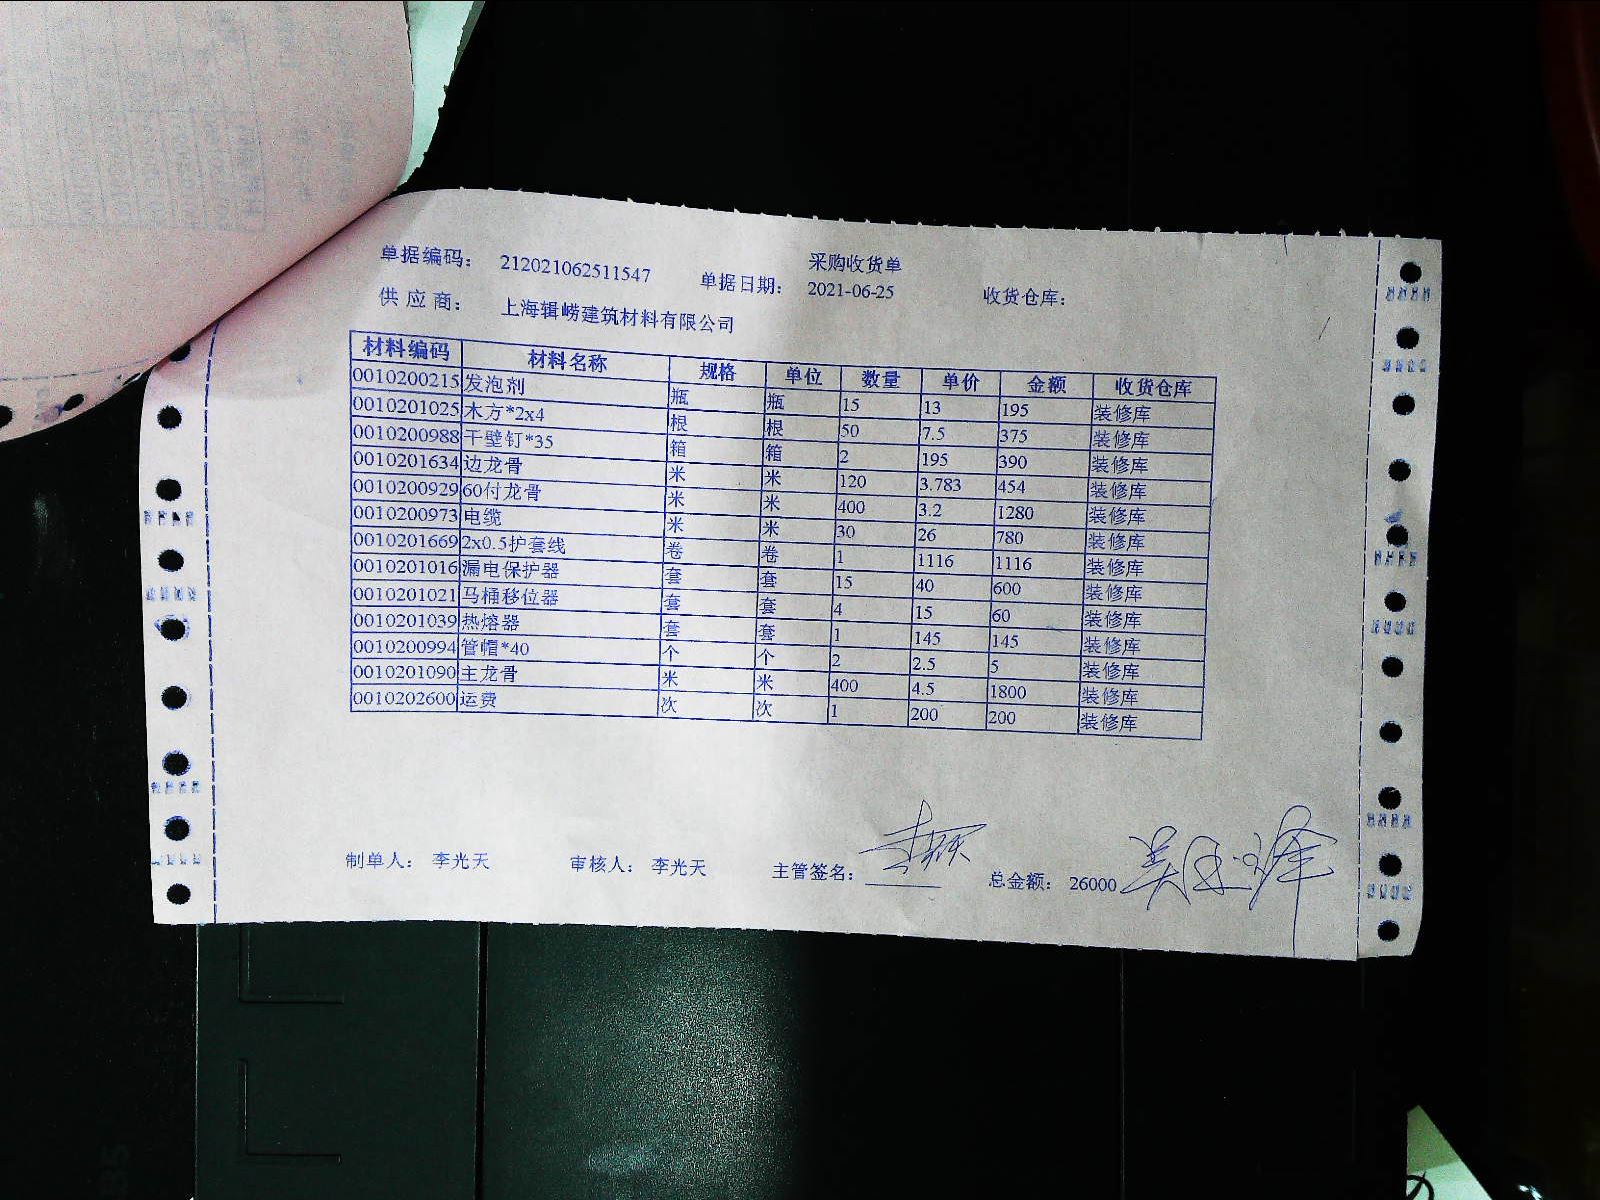 采购收货单
单据编码: 212021062511547 单据日期: 2021-06-25 收货仓库:
供应商: 上海辑崂建筑材料有限公司
材料编码 材料名称 规格 单位 数量 单价 金额 收货仓库
0010200215 发泡剂 瓶 瓶 15 13 195 装修库
0010201025 木方*2x4 根 根 50 7.5 375 装修库
0010200988 干壁钉*35 箱 箱 2 195 390 装修库
0010201634 边龙骨 米 米 120 3.783 454 装修库
0010200929 60付龙骨 米 米 400 3.2 1280 装修库
0010200973 电缆 米 米 30 26 780 装修库
0010201669 2x0.5护套线 卷 卷 1 1116 1116 装修库
0010201016 漏电保护器 套 套 15 40 600 装修库
0010201021 马桶移位器 套 套 4 15 60 装修库
0010201039 热熔器 套 套 1 145 145 装修库
0010200994 管帽*40 个 个 2 2.5 5 装修库
0010201090 主龙骨 米 米 400 4.5 1800 装修库
0010202600 运费 次 次 1 200 200 装修库
制单人: 李光天 审核人: 李光天 主管签名: 总金额: 26000